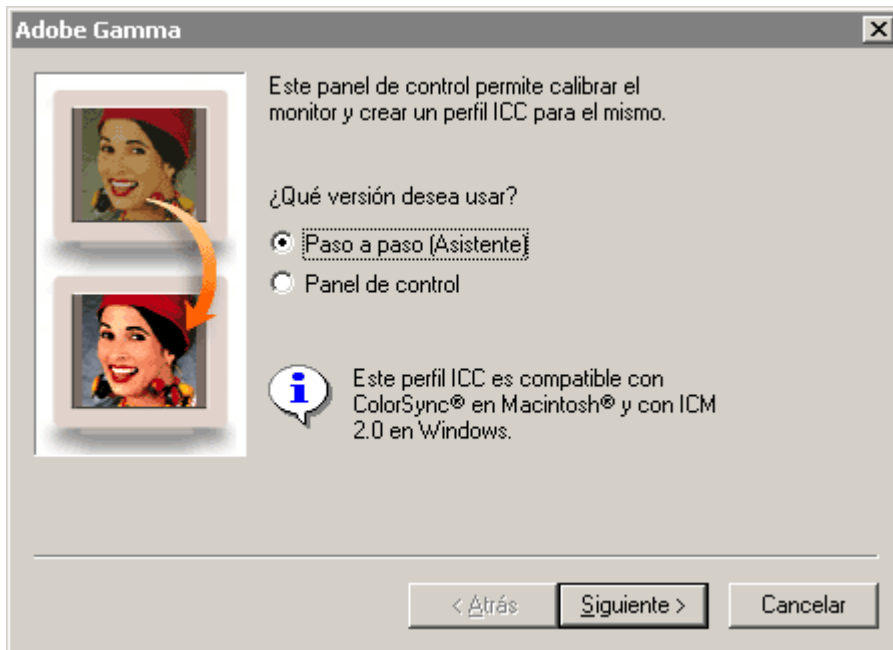 Adobe Gamma
Este panel de control permite calibrar el
monitor y crear un perfil ICC para el mismo.
¿Qué versión desea usar?
Paso a paso (Asistente)
Panel de control
Este perfil ICC es compatible con
ColorSync® en Macintosh® y con ICM
2.0 en Windows.
< Atrás
Siguiente >
Cancelar